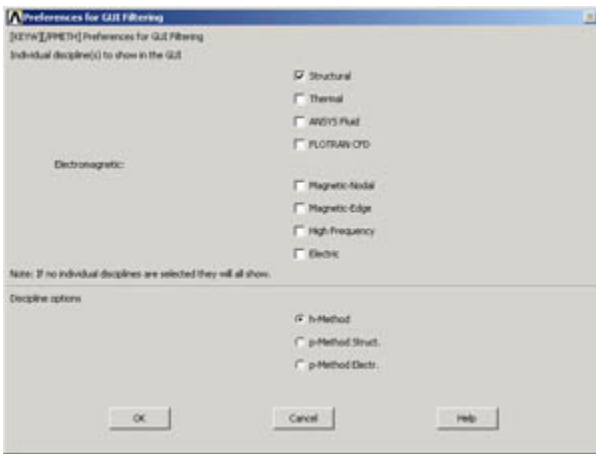 Preferences for GUI Filtering
[KEYW][/PMETH] Preferences for GUI Filtering
Individual discipline(s) to show in the GUI
Structural
Thermal
ANSYS Fluid
FLOTRAN CFD
Electromagnetic:
Magnetic-Nodal
Magnetic-Edge
High Frequency
Electric
Note: If no individual disciplines are selected they will all show.
Discipline options
h-Method
p-Method Struct.
p-Method Electr.
OK Cancel Help